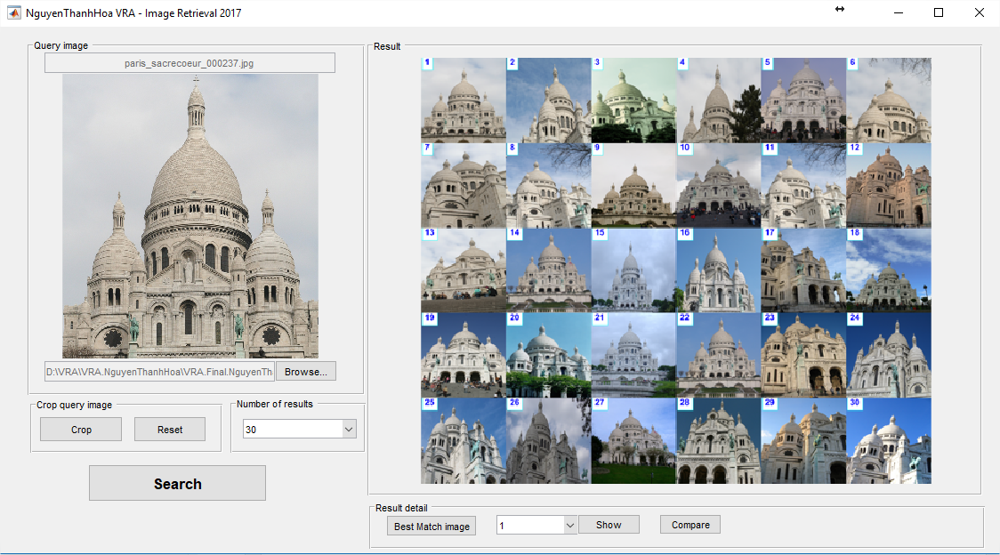 NguyenThanhHoa VRA - Image Retrieval 2017
Query image
paris_sacrecoeur_000237.jpg
D:\VRA\VRA.NguyenThanhHoa\VRA.Final.NguyenTh
Browse...
Crop query image
Crop
Reset
Number of results
30
Search
Result
1 2 3 4 5 6
7 8 9 10 11 12
13 14 15 16 17 18
19 20 21 22 23 24
25 26 27 28 29 30
Result detail
Best Match image
1
Show
Compare